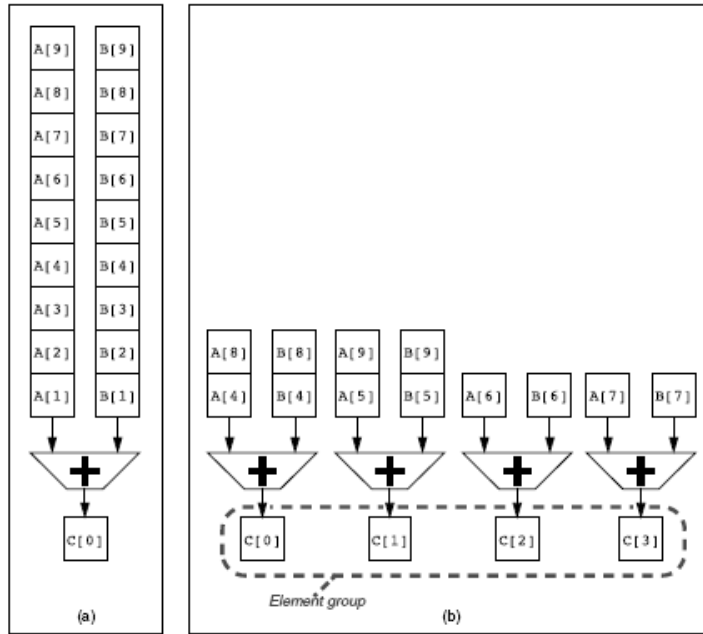 A[9] B[9]
A[8] B[8]
A[7] B[7]
A[6] B[6]
A[5] B[5]
A[4] B[4]
A[3] B[3]
A[2] B[2]
A[1] B[1]
+
C[0]
(a)
A[8] B[8] A[9] B[9]
A[4] B[4] A[5] B[5] A[6] B[6] A[7] B[7]
+ + + +
C[0] C[1] C[2] C[3]
Element group
(b)